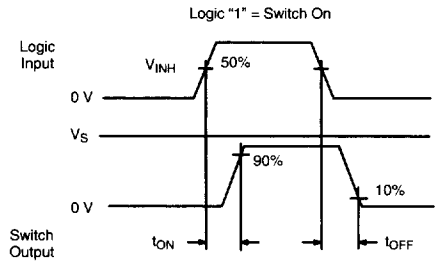 Logic "1" = Switch On
Logic
Input
VINH
50%
0 V
VS
90%
10%
0 V
Switch
Output
tON
tOFF